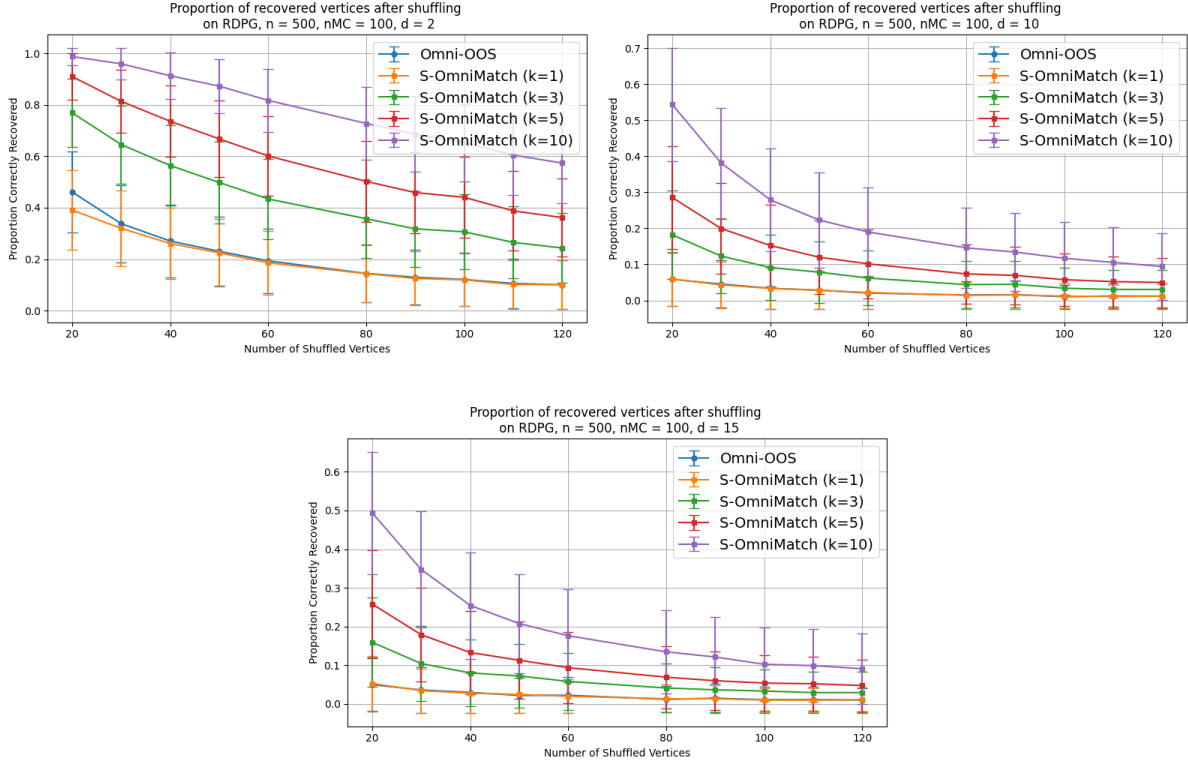 Proportion of recovered vertices after shuffling
on RDPG, n = 500, nMC = 100, d = 2
Proportion Correctly Recovered
1.0
0.8
0.6
0.4
0.2
0.0
Omni-OOS
S-OmniMatch (k=1)
S-OmniMatch (k=3)
S-OmniMatch (k=5)
S-OmniMatch (k=10)
20 40 60 80 100 120
Number of Shuffled Vertices
Proportion of recovered vertices after shuffling
on RDPG, n = 500, nMC = 100, d = 10
Proportion Correctly Recovered
0.7
0.6
0.5
0.4
0.3
0.2
0.1
0.0
Omni-OOS
S-OmniMatch (k=1)
S-OmniMatch (k=3)
S-OmniMatch (k=5)
S-OmniMatch (k=10)
20 40 60 80 100 120
Number of Shuffled Vertices
Proportion of recovered vertices after shuffling
on RDPG, n = 500, nMC = 100, d = 15
Proportion Correctly Recovered
0.6
0.5
0.4
0.3
0.2
0.1
0.0
Omni-OOS
S-OmniMatch (k=1)
S-OmniMatch (k=3)
S-OmniMatch (k=5)
S-OmniMatch (k=10)
20 40 60 80 100 120
Number of Shuffled Vertices